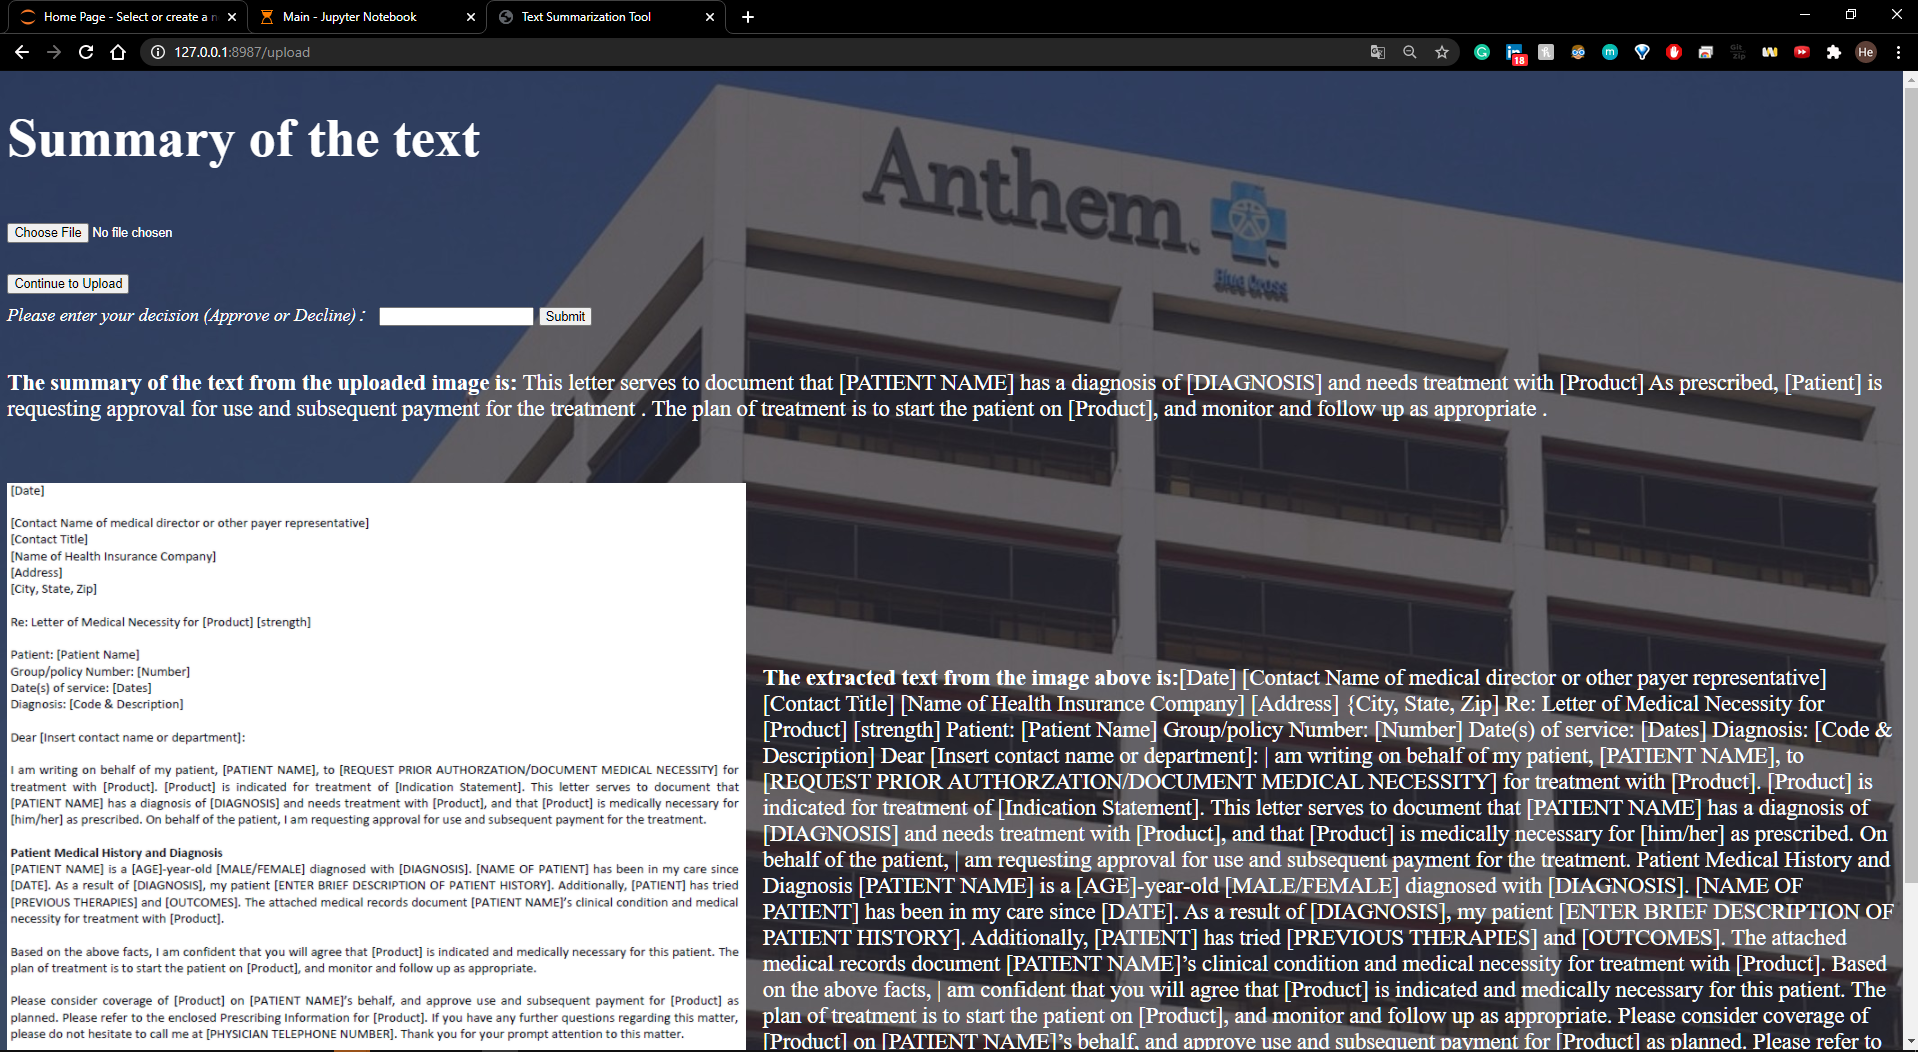 Home Page - Select or create a n
Main - Jupyter Notebook
Text Summarization Tool
127.0.0.1:8987/upload
18
He
Summary of the text
Anthem.
Blue Cross
Choose File No file chosen
Continue to Upload
Please enter your decision (Approve or Decline) : Submit
The summary of the text from the uploaded image is: This letter serves to document that [PATIENT NAME] has a diagnosis of [DIAGNOSIS] and needs treatment with [Product] As prescribed, [Patient] is
requesting approval for use and subsequent payment for the treatment . The plan of treatment is to start the patient on [Product], and monitor and follow up as appropriate .
[Date]
[Contact Name of medical director or other payer representative]
[Contact Title]
[Name of Health Insurance Company]
[Address]
[City, State, Zip]
Re: Letter of Medical Necessity for [Product] [strength]
Patient: [Patient Name]
Group/policy Number: [Number]
Date(s) of service: [Dates]
Diagnosis: [Code & Description]
Dear [Insert contact name or department]:
I am writing on behalf of my patient, [PATIENT NAME], to [REQUEST PRIOR AUTHORZATION/DOCUMENT MEDICAL NECESSITY] for
treatment with [Product]. [Product] is indicated for treatment of [Indication Statement]. This letter serves to document that
[PATIENT NAME] has a diagnosis of [DIAGNOSIS] and needs treatment with [Product], and that [Product] is medically necessary for
[him/her] as prescribed. On behalf of the patient, I am requesting approval for use and subsequent payment for the treatment.
Patient Medical History and Diagnosis
[PATIENT NAME] is a [AGE]-year-old [MALE/FEMALE] diagnosed with [DIAGNOSIS]. [NAME OF PATIENT] has been in my care since
[DATE]. As a result of [DIAGNOSIS], my patient [ENTER BRIEF DESCRIPTION OF PATIENT HISTORY]. Additionally, [PATIENT] has tried
[PREVIOUS THERAPIES] and [OUTCOMES]. The attached medical records document [PATIENT NAME]’s clinical condition and medical
necessity for treatment with [Product].
Based on the above facts, I am confident that you will agree that [Product] is indicated and medically necessary for this patient. The
plan of treatment is to start the patient on [Product], and monitor and follow up as appropriate.
Please consider coverage of [Product] on [PATIENT NAME]’s behalf, and approve use and subsequent payment for [Product] as
planned. Please refer to the enclosed Prescribing Information for [Product]. If you have any further questions regarding this matter,
please do not hesitate to call me at [PHYSICIAN TELEPHONE NUMBER]. Thank you for your prompt attention to this matter.
The extracted text from the image above is:[Date] [Contact Name of medical director or other payer representative]
[Contact Title] [Name of Health Insurance Company] [Address] {City, State, Zip] Re: Letter of Medical Necessity for
[Product] [strength] Patient: [Patient Name] Group/policy Number: [Number] Date(s) of service: [Dates] Diagnosis: [Code &
Description] Dear [Insert contact name or department]: | am writing on behalf of my patient, [PATIENT NAME], to
[REQUEST PRIOR AUTHORZATION/DOCUMENT MEDICAL NECESSITY] for treatment with [Product]. [Product] is
indicated for treatment of [Indication Statement]. This letter serves to document that [PATIENT NAME] has a diagnosis of
[DIAGNOSIS] and needs treatment with [Product], and that [Product] is medically necessary for [him/her] as prescribed. On
behalf of the patient, | am requesting approval for use and subsequent payment for the treatment. Patient Medical History and
Diagnosis [PATIENT NAME] is a [AGE]-year-old [MALE/FEMALE] diagnosed with [DIAGNOSIS]. [NAME OF
PATIENT] has been in my care since [DATE]. As a result of [DIAGNOSIS], my patient [ENTER BRIEF DESCRIPTION OF
PATIENT HISTORY]. Additionally, [PATIENT] has tried [PREVIOUS THERAPIES] and [OUTCOMES]. The attached
medical records document [PATIENT NAME]’s clinical condition and medical necessity for treatment with [Product]. Based
on the above facts, | am confident that you will agree that [Product] is indicated and medically necessary for this patient. The
plan of treatment is to start the patient on [Product], and monitor and follow up as appropriate. Please consider coverage of
[Product] on [PATIENT NAME]’s behalf, and approve use and subsequent payment for [Product] as planned. Please refer to